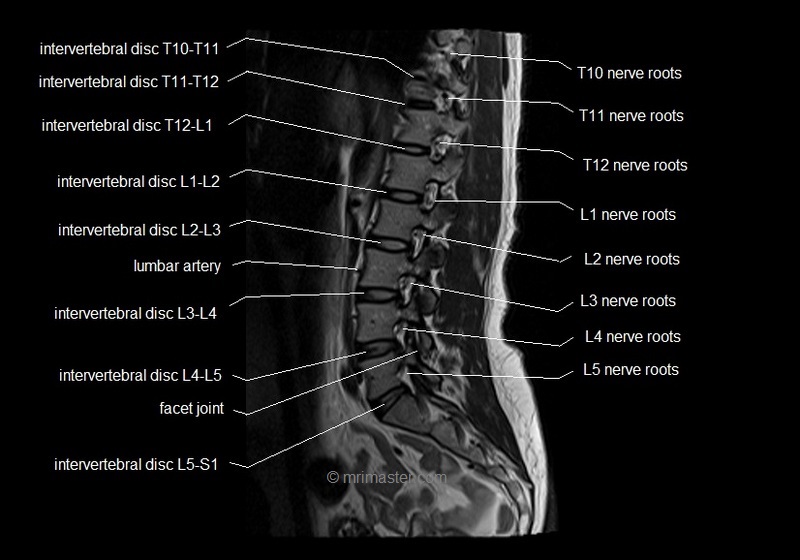 intervertebral disc T10-T11
intervertebral disc T11-T12
intervertebral disc T12-L1
intervertebral disc L1-L2
intervertebral disc L2-L3
lumbar artery
intervertebral disc L3-L4
intervertebral disc L4-L5
facet joint
intervertebral disc L5-S1
T10 nerve roots
T11 nerve roots
T12 nerve roots
L1 nerve roots
L2 nerve roots
L3 nerve roots
L4 nerve roots
L5 nerve roots
© mrimaster.com